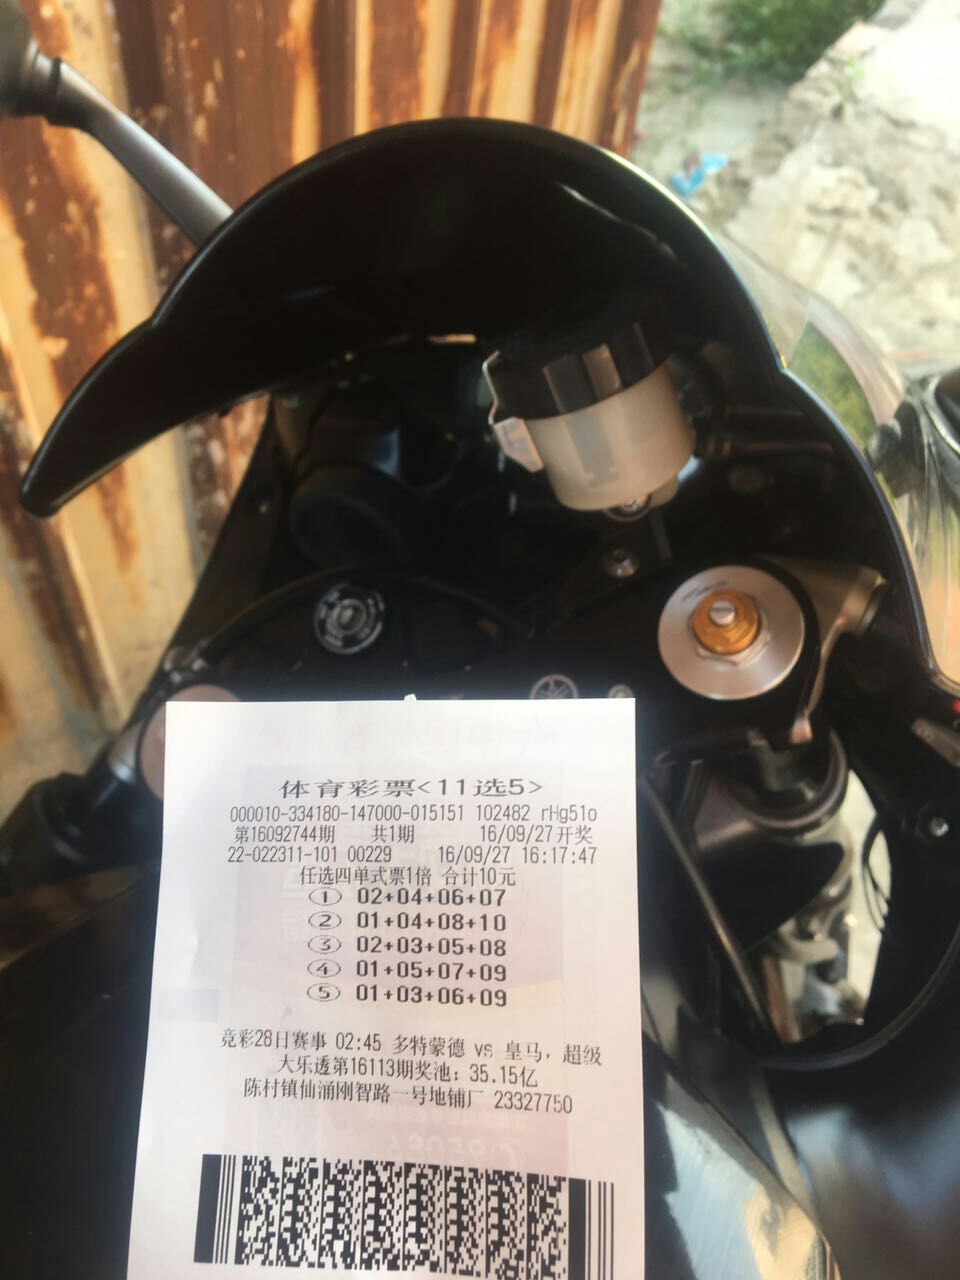 体育彩票<11选5>
000010-334180-147000-015151 102482 rHg51o
第16092744期 共1期 16/09/27开奖
22-022311-101 00229 16/09/27 16:17:47
任选四单式票1倍 合计10元
① 02+04+06+07
② 01+04+08+10
③ 02+03+05+08
④ 01+05+07+09
⑤ 01+03+06+09
竞彩28日赛事 02:45 多特蒙德 vs 皇马，超级
大乐透第16113期奖池：35.15亿
陈村镇仙涌刚智路一号地铺厂 23327750